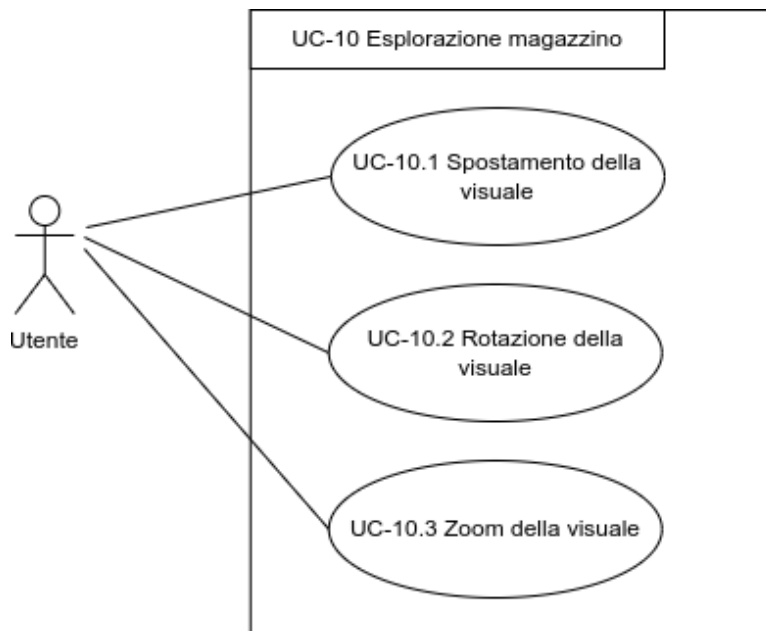 UC-10 Esplorazione magazzino
UC-10.1 Spostamento della
visuale
UC-10.2 Rotazione della
visuale
Utente
UC-10.3 Zoom della visuale